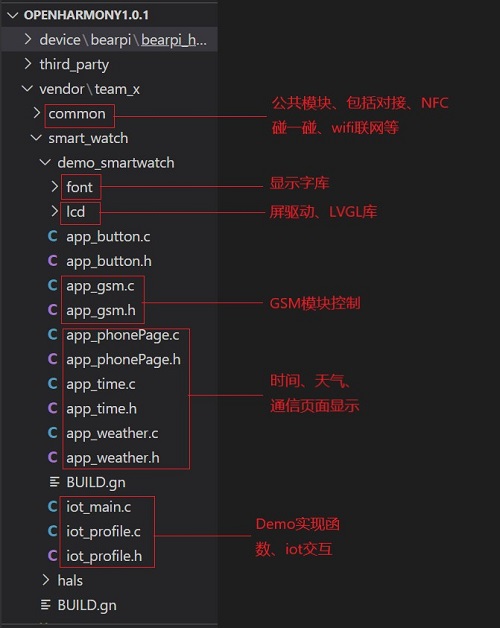 OPENHARMONY1.0.1
device\bearpi\bearpi_h...
third_party
vendor\team_x
common
公共模块、包括对接、NFC
碰一碰、wifi联网等
smart_watch
demo_smartwatch
font
显示字库
lcd
屏驱动、LVGL库
C app_button.c
C app_button.h
C app_gsm.c
C app_gsm.h
GSM模块控制
C app_phonePage.c
C app_phonePage.h
C app_time.c
C app_time.h
C app_weather.c
C app_weather.h
时间、天气、
通信页面显示
BUILD.gn
C iot_main.c
C iot_profile.c
C iot_profile.h
Demo实现函
数、iot交互
hals
BUILD.gn